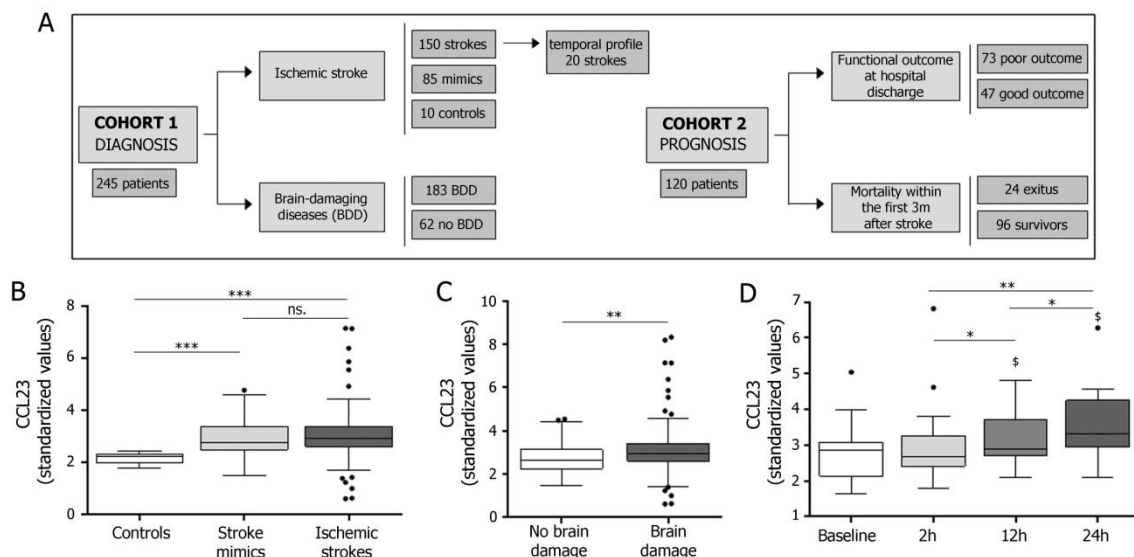 A
COHORT 1
DIAGNOSIS
245 patients
Ischemic stroke
150 strokes
85 mimics
10 controls
temporal profile
20 strokes
Brain-damaging
diseases (BDD)
183 BDD
62 no BDD
COHORT 2
PROGNOSIS
120 patients
Functional outcome
at hospital
discharge
73 poor outcome
47 good outcome
Mortality within
the first 3m
after stroke
24 exitus
96 survivors
B
CCL23
(standardized values)
8
6
4
2
0
***
ns.
***
Controls
Stroke
mimics
Ischemic
strokes
C
CCL23
(standardized values)
10
8
6
4
2
0
**
No brain
damage
Brain
damage
D
CCL23
(standardized values)
7
6
5
4
3
2
1
**
*
*
$
$
Baseline
2h
12h
24h